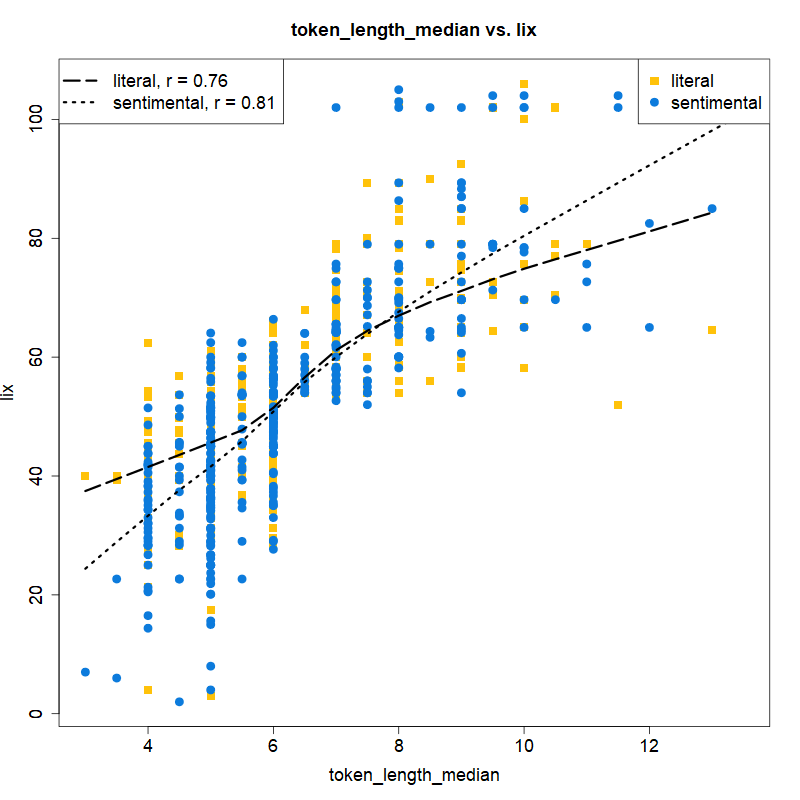 token_length_median vs. lix
literal, r = 0.76
sentimental, r = 0.81
literal
sentimental
lix
0
20
40
60
80
100
4
6
8
10
12
token_length_median